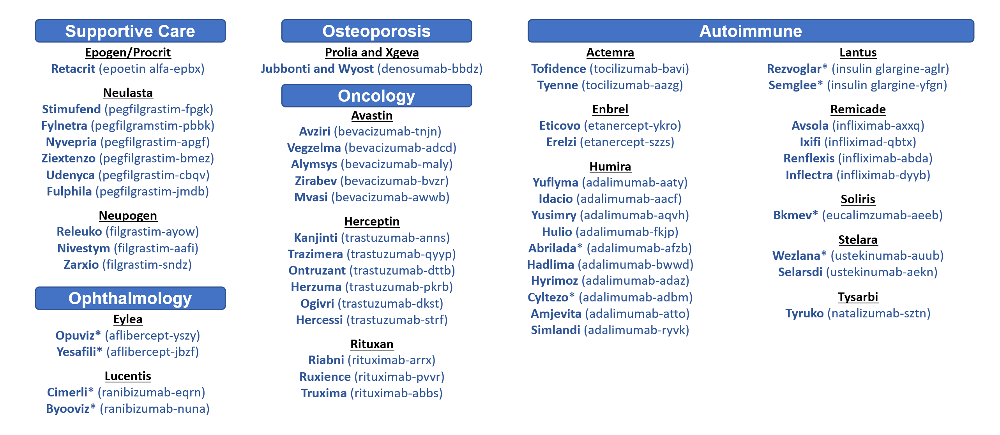 Supportive Care
Epogen/Procrit
Retacrit (epoetin alfa-epbx)
Neulasta
Stimufend (pegfilgrastim-fpgk)
Fylnetra (pegfilgramstim-pbbk)
Nyvepria (pegfilgrastim-apgf)
Ziextenzo (pegfilgrastim-bmez)
Udenyca (pegfilgrastim-cbqv)
Fulphila (pegfilgrastim-jmdb)
Neupogen
Releuko (filgrastim-ayow)
Nivestym (filgrastim-aafi)
Zarxio (filgrastim-sndz)
Ophthalmology
Eylea
Opuviz* (aflibercept-yszy)
Yesafili* (aflibercept-jbzf)
Lucentis
Cimerli* (ranibizumab-eqrn)
Byooviz* (ranibizumab-nuna)
Osteoporosis
Prolia and Xgeva
Jubbonti and Wyost (denosumab-bbdz)
Oncology
Avastin
Avziri (bevacizumab-tnjn)
Vegzelma (bevacizumab-adcd)
Alymsys (bevacizumab-maly)
Zirabev (bevacizumab-bvzr)
Mvasi (bevacizumab-awwb)
Herceptin
Kanjinti (trastuzumab-anns)
Trazimera (trastuzumab-qyyp)
Ontruzant (trastuzumab-dttb)
Herzuma (trastuzumab-pkrb)
Ogivri (trastuzumab-dkst)
Hercessi (trastuzumab-strf)
Rituxan
Riabni (rituximab-arrx)
Ruxience (rituximab-pvvr)
Truxima (rituximab-abbs)
Autoimmune
Actemra
Tofidence (tocilizumab-bavi)
Tyenne (tocilizumab-aazg)
Enbrel
Eticovo (etanercept-ykro)
Erelzi (etanercept-szzs)
Humira
Yuflyma (adalimumab-aaty)
Idacio (adalimumab-aacf)
Yusimry (adalimumab-aqvh)
Hulio (adalimumab-fkjp)
Abrilada* (adalimumab-afzb)
Hadlima (adalimumab-bwwd)
Hyrimoz (adalimumab-adaz)
Cyltezo* (adalimumab-adbm)
Amjevita (adalimumab-atto)
Simlandi (adalimumab-ryvk)
Lantus
Rezvoglar* (insulin glargine-aglr)
Semglee* (insulin glargine-yfgn)
Remicade
Avsola (infliximab-axxq)
Ixifi (infliximad-qbtx)
Renflexis (infliximab-abda)
Inflectra (infliximab-dyyb)
Soliris
Bkmev* (eucalimzumab-aeeb)
Stelara
Wezlana* (ustekinumab-auub)
Selarsdi (ustekinumab-aekn)
Tysarbi
Tyruko (natalizumab-sztn)